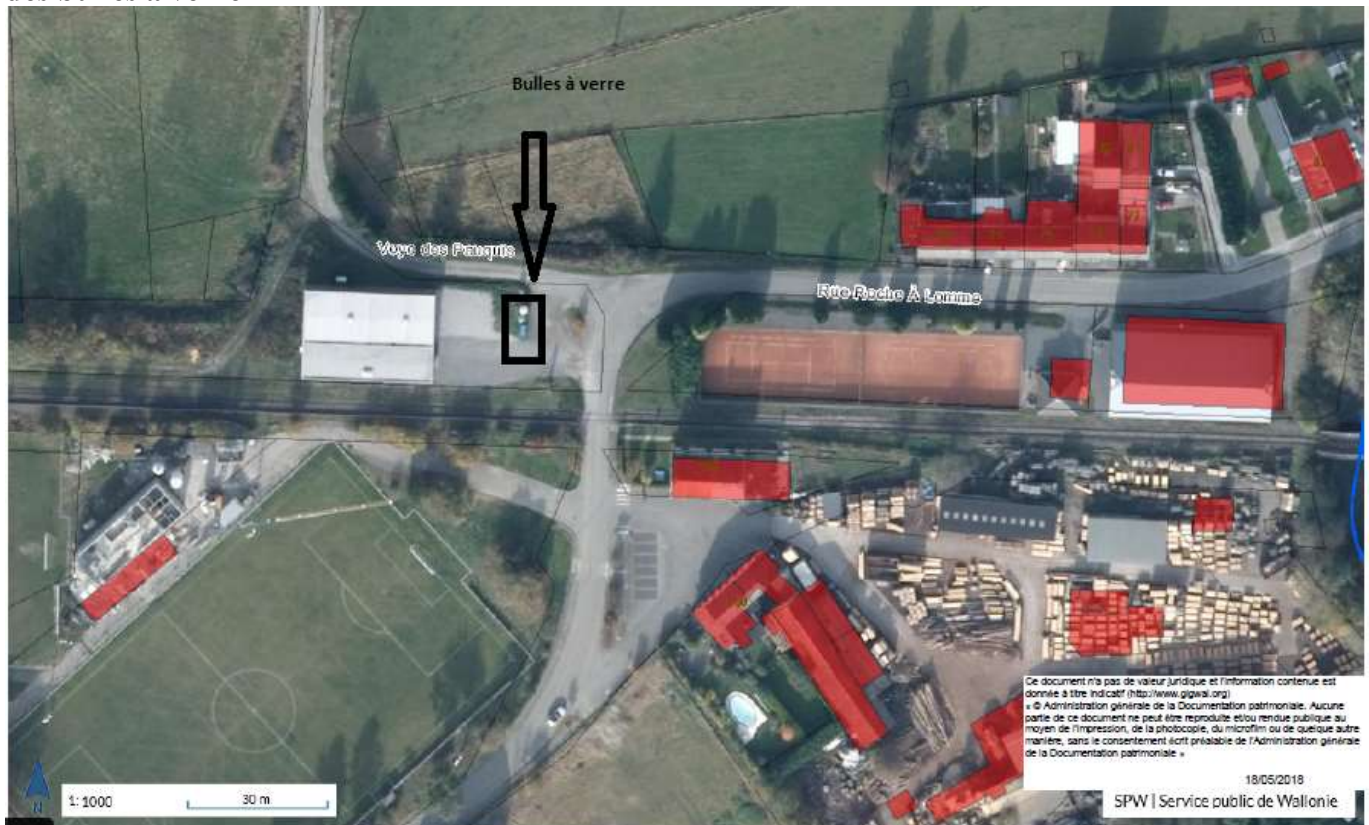 Bulles à verre
Voye des Pauquis
Rue Roche À Lomme
Ce document n'a pas de valeur juridique et l'information contenue est
donnée à titre indicatif (http://www.gigwal.org)
« © Administration générale de la Documentation patrimoniale. Aucune
partie de ce document ne peut être reproduite et/ou rendue publique au
moyen de l'impression, de la photocopie, du microfilm ou de quelque autre
manière, sans le consentement écrit préalable de l'Administration générale
de la Documentation patrimoniale »
18/05/2018
N
1: 1000
30 m
SPW | Service public de Wallonie